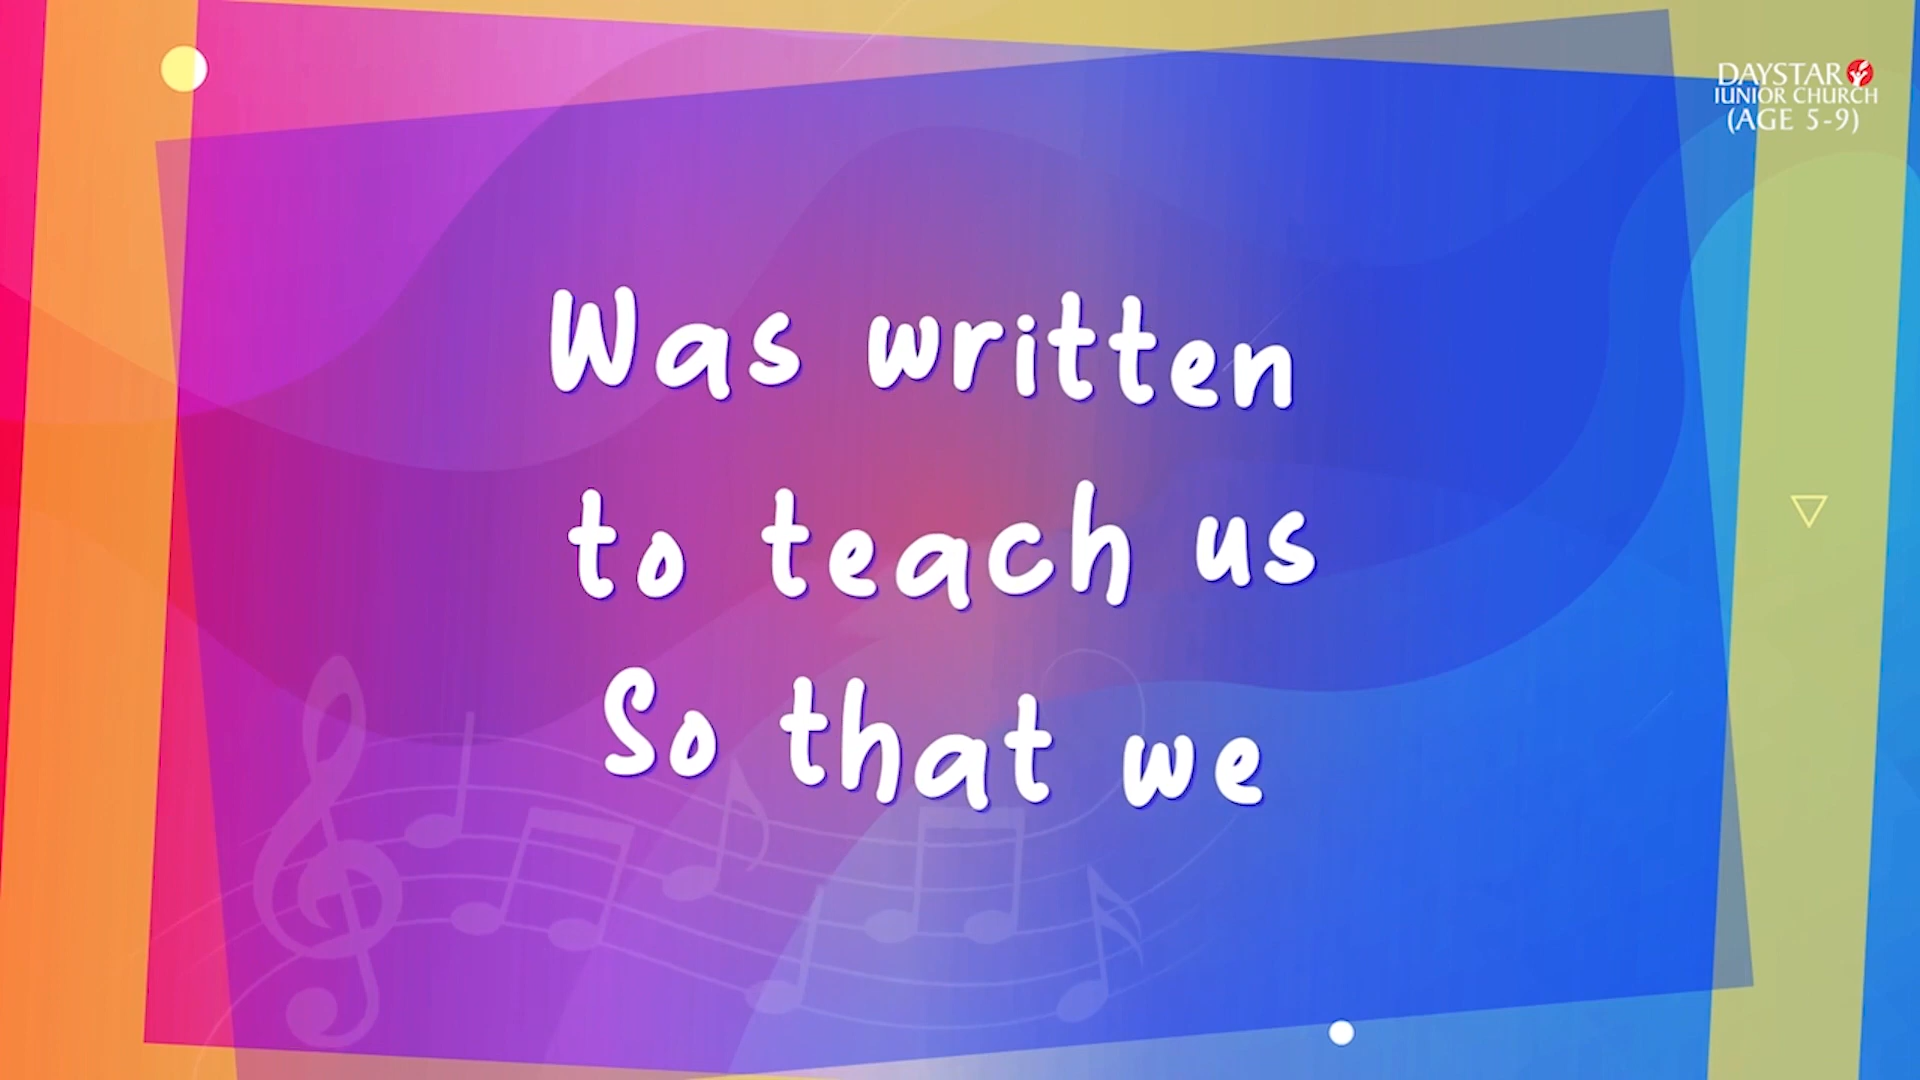 DAYSTAR
JUNIOR CHURCH
(AGE 5-9)
Was written
to teach us
So that we